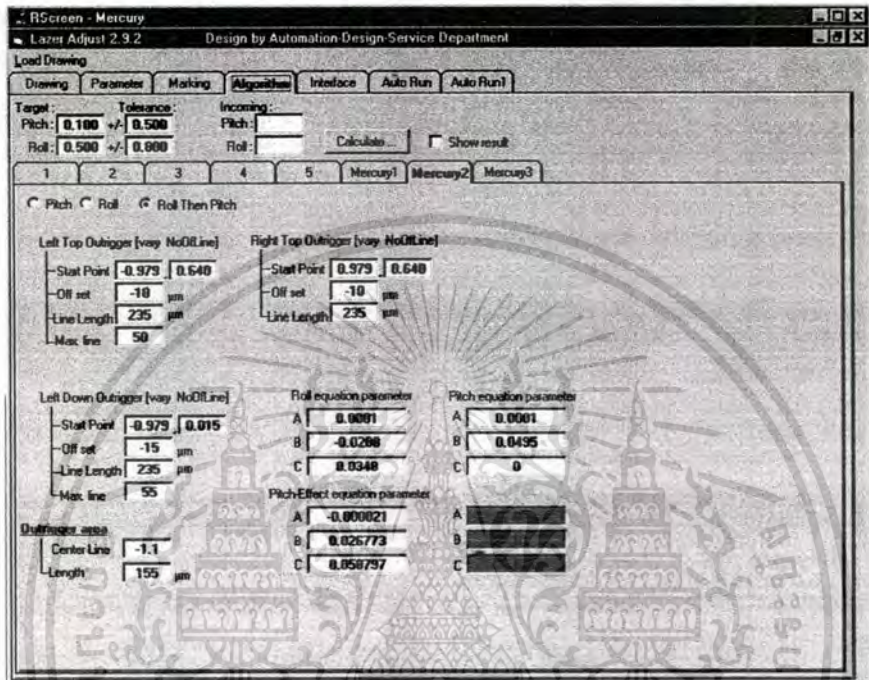 RScreen - Mercury
Lazer Adjust 2.9.2 Design by Automation-Design-Service Department
Load Drawing
Drawing Parameter Marking Algorithm Interface Auto Run Auto Run1
Target : Tolerance : Incoming :
Pitch : 0.100 +/- 0.500 Pitch :
Roll : 0.500 +/- 0.800 Roll : Calculate ... Show result
1 2 3 4 5 Mercury1 Mercury2 Mercury3
Pitch Roll Roll Then Pitch
Left Top Outrigger [vary NoOfLine] Right Top Outrigger [vary NoOfLine]
Start Point -0.979 , 0.640 Start Point 0.979 , 0.640
Off set -10 μm Off set -10 μm
Line Length 235 μm Line Length 235 μm
Max. line 50
Left Down Outrigger [vary NoOfLine] Roll equation parameter Pitch equation parameter
Start Point -0.979 , 0.015 A 0.0001 A 0.0001
Off set -15 μm B B 0.0495
Line Length 235 μm C 0.0340 C 0
Max. line 55 Pitch-Effect equation parameter
A -0.000021 A
Outrigger area B 0.026773 B
Center Line -1.1 C 0.050797 C
Length 155 μm